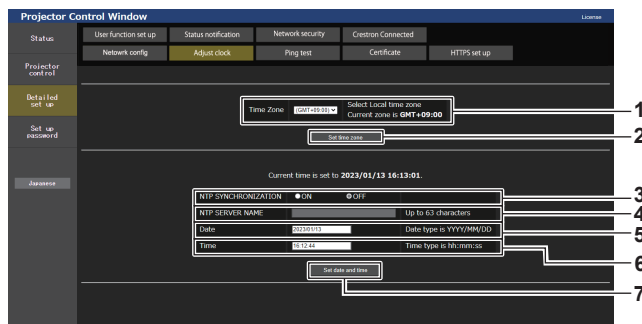 Projector Control Window
License
Status
Projector
control
Detailed
set up
Set up
password
Japanese
User function set up
Status notification
Network security
Crestron Connected
Netowrk config
Adjust clock
Ping test
Certificate
HTTPS set up
Time Zone
(GMT+09:00)
Select Local time zone
Current zone is GMT+09:00
1
Set time zone
2
Current time is set to 2023/01/13 16:13:01.
NTP SYNCHRONIZATION ON OFF
3
NTP SERVER NAME Up to 63 characters
4
Date 2023/01/13 Date type is YYYY/MM/DD
5
Time 16:12:44 Time type is hh:mm:ss
6
Set date and time
7